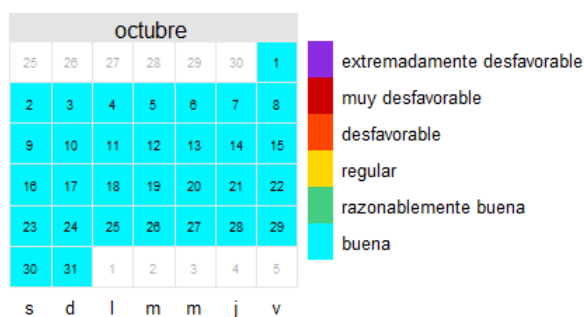 octubre
25 26 27 28 29 30 1
2 3 4 5 6 7 8
9 10 11 12 13 14 15
16 17 18 19 20 21 22
23 24 25 26 27 28 29
30 31 1 2 3 4 5
s d l m m j v
extremadamente desfavorable
muy desfavorable
desfavorable
regular
razonablemente buena
buena